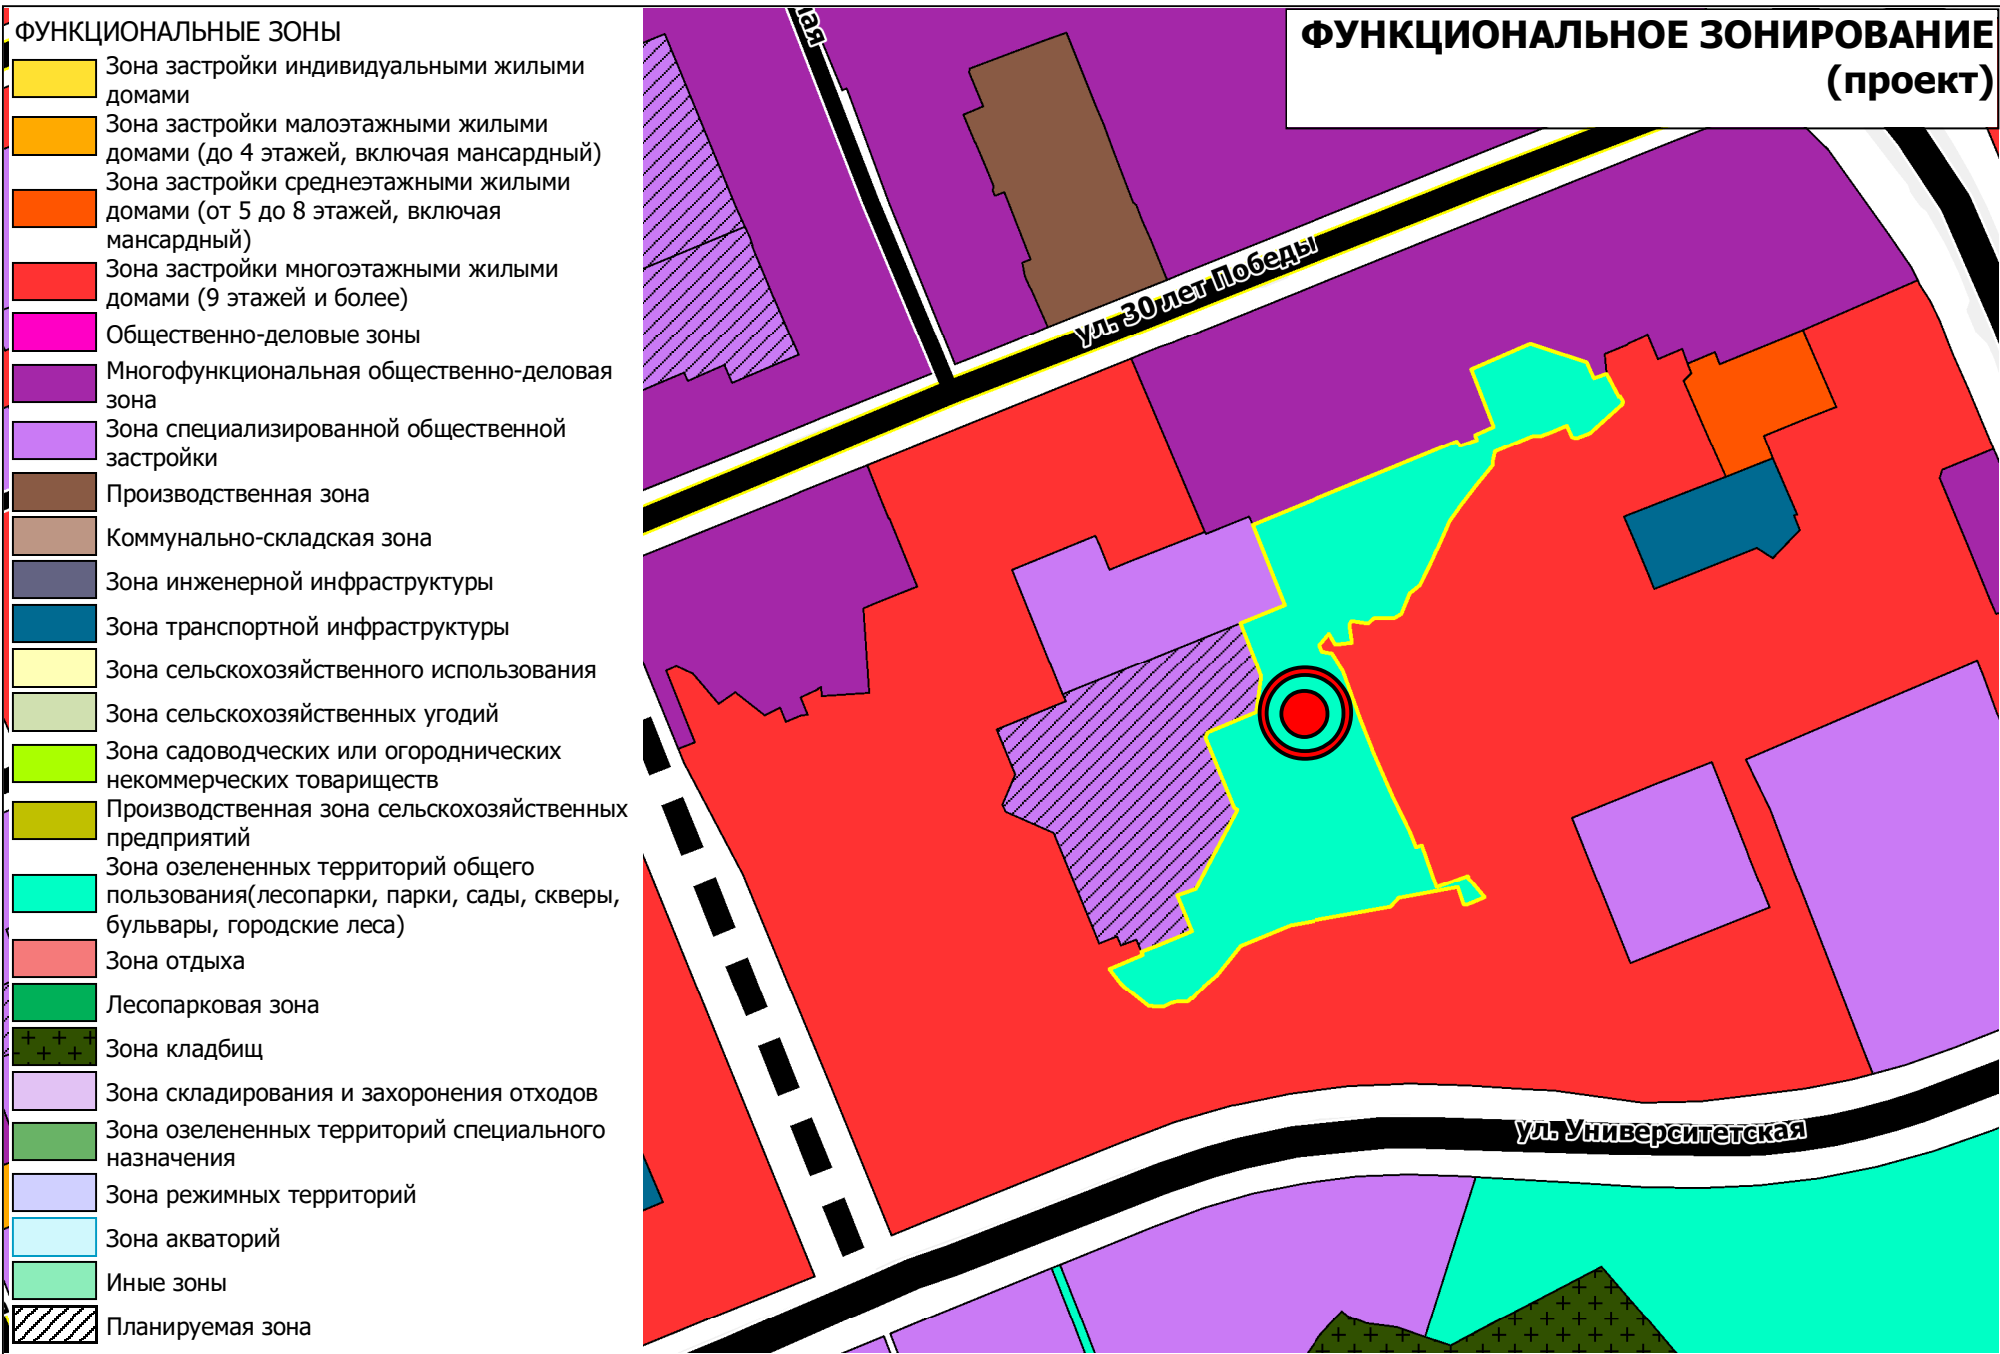 ФУНКЦИОНАЛЬНЫЕ ЗОНЫ
Зона застройки индивидуальными жилыми
домами
Зона застройки малоэтажными жилыми
домами (до 4 этажей, включая мансардный)
Зона застройки среднеэтажными жилыми
домами (от 5 до 8 этажей, включая
мансардный)
Зона застройки многоэтажными жилыми
домами (9 этажей и более)
Общественно-деловые зоны
Многофункциональная общественно-деловая
зона
Зона специализированной общественной
застройки
Производственная зона
Коммунально-складская зона
Зона инженерной инфраструктуры
Зона транспортной инфраструктуры
Зона сельскохозяйственного использования
Зона сельскохозяйственных угодий
Зона садоводческих или огороднических
некоммерческих товариществ
Производственная зона сельскохозяйственных
предприятий
Зона озелененных территорий общего
пользования(лесопарки, парки, сады, скверы,
бульвары, городские леса)
Зона отдыха
Лесопарковая зона
Зона кладбищ
Зона складирования и захоронения отходов
Зона озелененных территорий специального
назначения
Зона режимных территорий
Зона акваторий
Иные зоны
Планируемая зона
ФУНКЦИОНАЛЬНОЕ ЗОНИРОВАНИЕ
(проект)
ул. 30 лет Победы
ул. Университетская